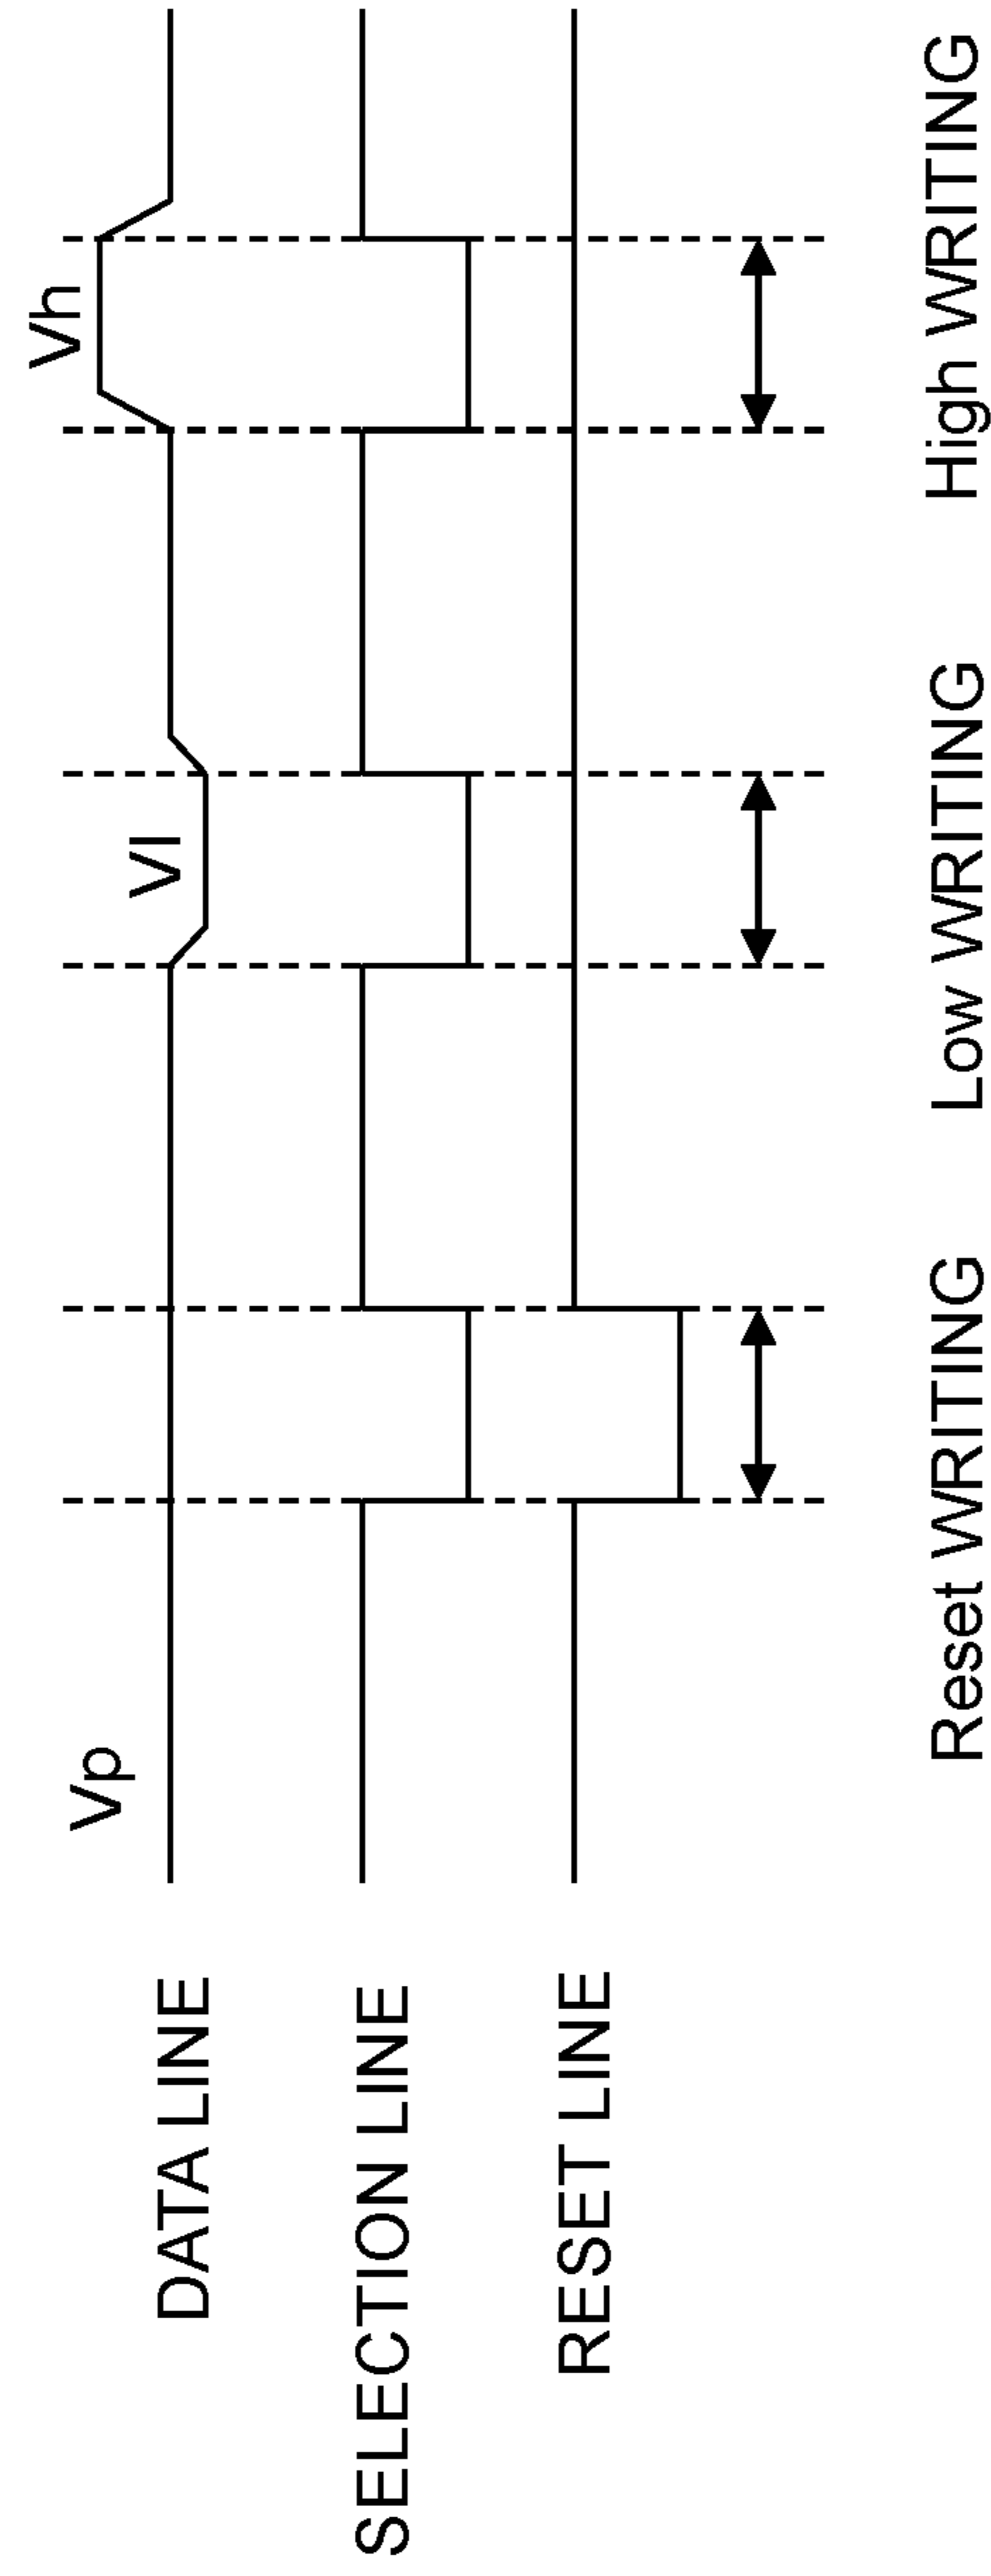 Vp
Vl
Vh
DATA LINE
SELECTION LINE
RESET LINE
Reset WRITING
Low WRITING
High WRITING